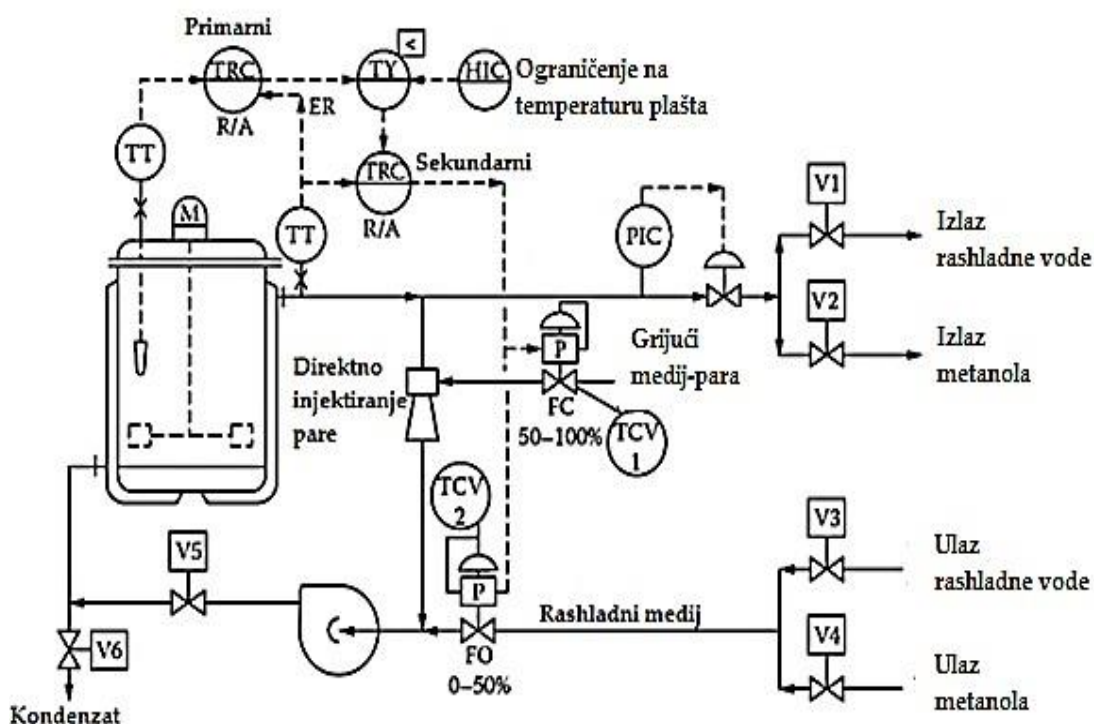 Primarni
TRC
R/A
TY
<
HIC
Ograničenje na
temperaturu plašta
ER
TT
TRC
Sekundarni
R/A
M
TT
PIC
V1
Izlaz
rashladne vode
V2
Izlaz
metanola
P
Grijući
medij-para
FC
50–100%
TCV
1
Direktno
injektiranje
pare
TCV
2
P
FO
0–50%
V3
Ulaz
rashladne vode
Rashladni medij
V4
Ulaz
metanola
V5
V6
Kondenzat